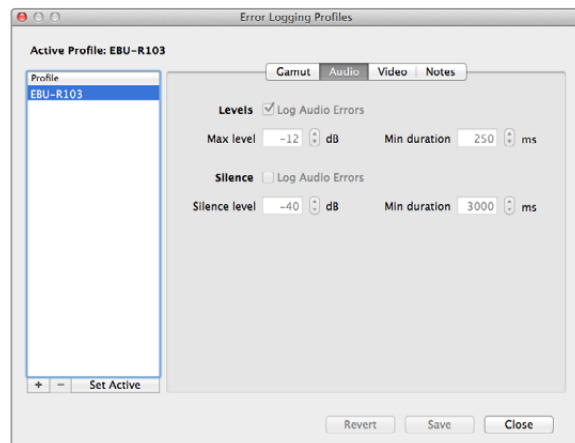 Error Logging Profiles
Active Profile: EBU-R103
Profile
EBU-R103
+ − Set Active
Gamut Audio Video Notes
Levels Log Audio Errors
Max level -12 dB Min duration 250 ms
Silence Log Audio Errors
Silence level -40 dB Min duration 3000 ms
Revert Save Close